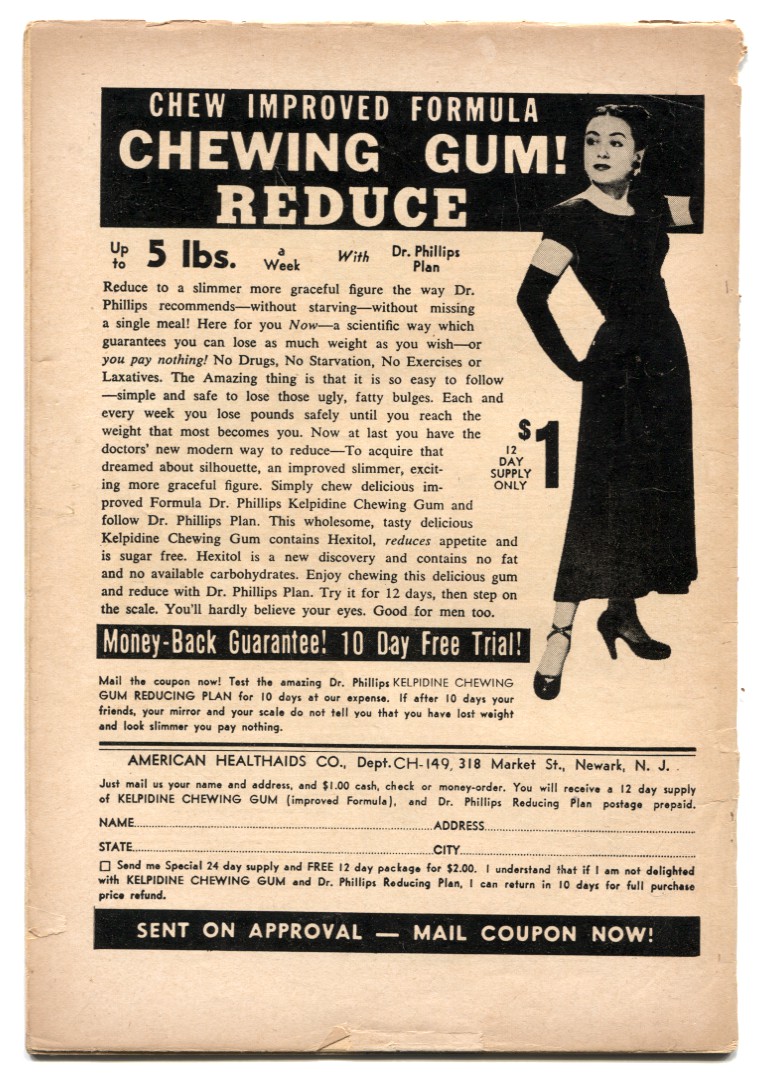 CHEW IMPROVED FORMULA
CHEWING GUM!
REDUCE
Up to 5 lbs. a Week With Dr. Phillips Plan
Reduce to a slimmer more graceful figure the way Dr.
Phillips recommends—without starving—without missing
a single meal! Here for you Now—a scientific way which
guarantees you can lose as much weight as you wish—or
you pay nothing! No Drugs, No Starvation, No Exercises or
Laxatives. The Amazing thing is that it is so easy to follow
—simple and safe to lose those ugly, fatty bulges. Each and
every week you lose pounds safely until you reach the
weight that most becomes you. Now at last you have the
doctors' new modern way to reduce—To acquire that
dreamed about silhouette, an improved slimmer, excit-
ing more graceful figure. Simply chew delicious im-
proved Formula Dr. Phillips Kelpidine Chewing Gum and
follow Dr. Phillips Plan. This wholesome, tasty delicious
Kelpidine Chewing Gum contains Hexitol, reduces appetite and
is sugar free. Hexitol is a new discovery and contains no fat
and no available carbohydrates. Enjoy chewing this delicious gum
and reduce with Dr. Phillips Plan. Try it for 12 days, then step on
the scale. You'll hardly believe your eyes. Good for men too.
$1
12
DAY
SUPPLY
ONLY
Money-Back Guarantee! 10 Day Free Trial!
Mail the coupon now! Test the amazing Dr. Phillips KELPIDINE CHEWING
GUM REDUCING PLAN for 10 days at our expense. If after 10 days your
friends, your mirror and your scale do not tell you that you have lost weight
and look slimmer you pay nothing.
AMERICAN HEALTHAIDS CO., Dept. CH-149, 318 Market St., Newark, N. J.
Just mail us your name and address, and $1.00 cash, check or money-order. You will receive a 12 day supply
of KELPIDINE CHEWING GUM (improved Formula), and Dr. Phillips Reducing Plan postage prepaid.
NAME ADDRESS
STATE CITY
☐ Send me Special 24 day supply and FREE 12 day package for $2.00. I understand that if I am not delighted
with KELPIDINE CHEWING GUM and Dr. Phillips Reducing Plan, I can return in 10 days for full purchase
price refund.
SENT ON APPROVAL — MAIL COUPON NOW!